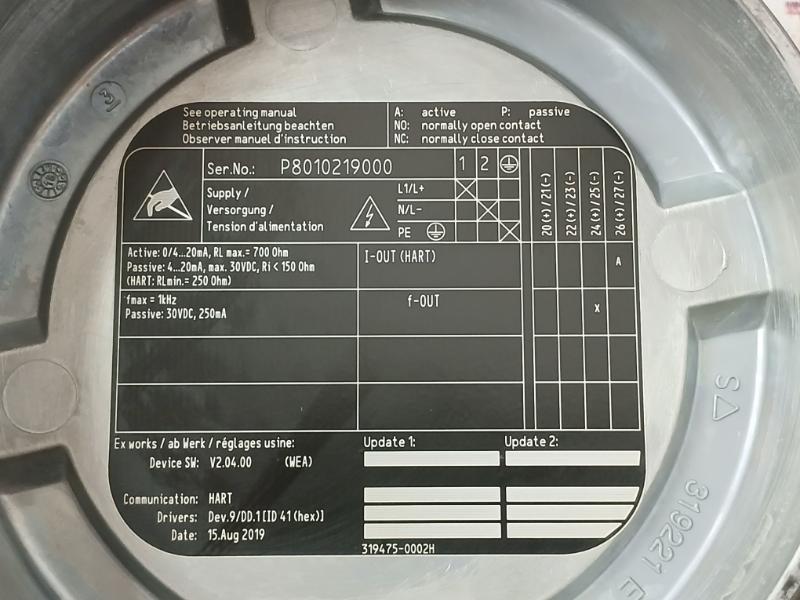 See operating manual
Betriebsanleitung beachten
Observer manuel d'instruction
A: active P: passive
NO: normally open contact
NC: normally close contact
Ser.No.: P8010219000
1 2
Supply /
Versorgung /
Tension d'alimentation
L1/L+
N/L-
PE
20 (+) / 21 (-)
22 (+) / 23 (-)
24 (+) / 25 (-)
26 (+) / 27 (-)
Active: 0/4...20mA, RL max.= 700 Ohm
Passive: 4...20mA, max. 30VDC, Ri < 150 Ohm
(HART: RLmin.= 250 Ohm)
I-OUT (HART)
A
fmax = 1kHz
Passive: 30VDC, 250mA
f-OUT
x
Ex works / ab Werk / réglages usine:
Update 1:
Update 2:
Device SW: V2.04.00 (WEA)
Communication: HART
Drivers: Dev.9/DD.1 [ID 41 (hex)]
Date: 15.Aug 2019
319475-0002H
3
319221 E